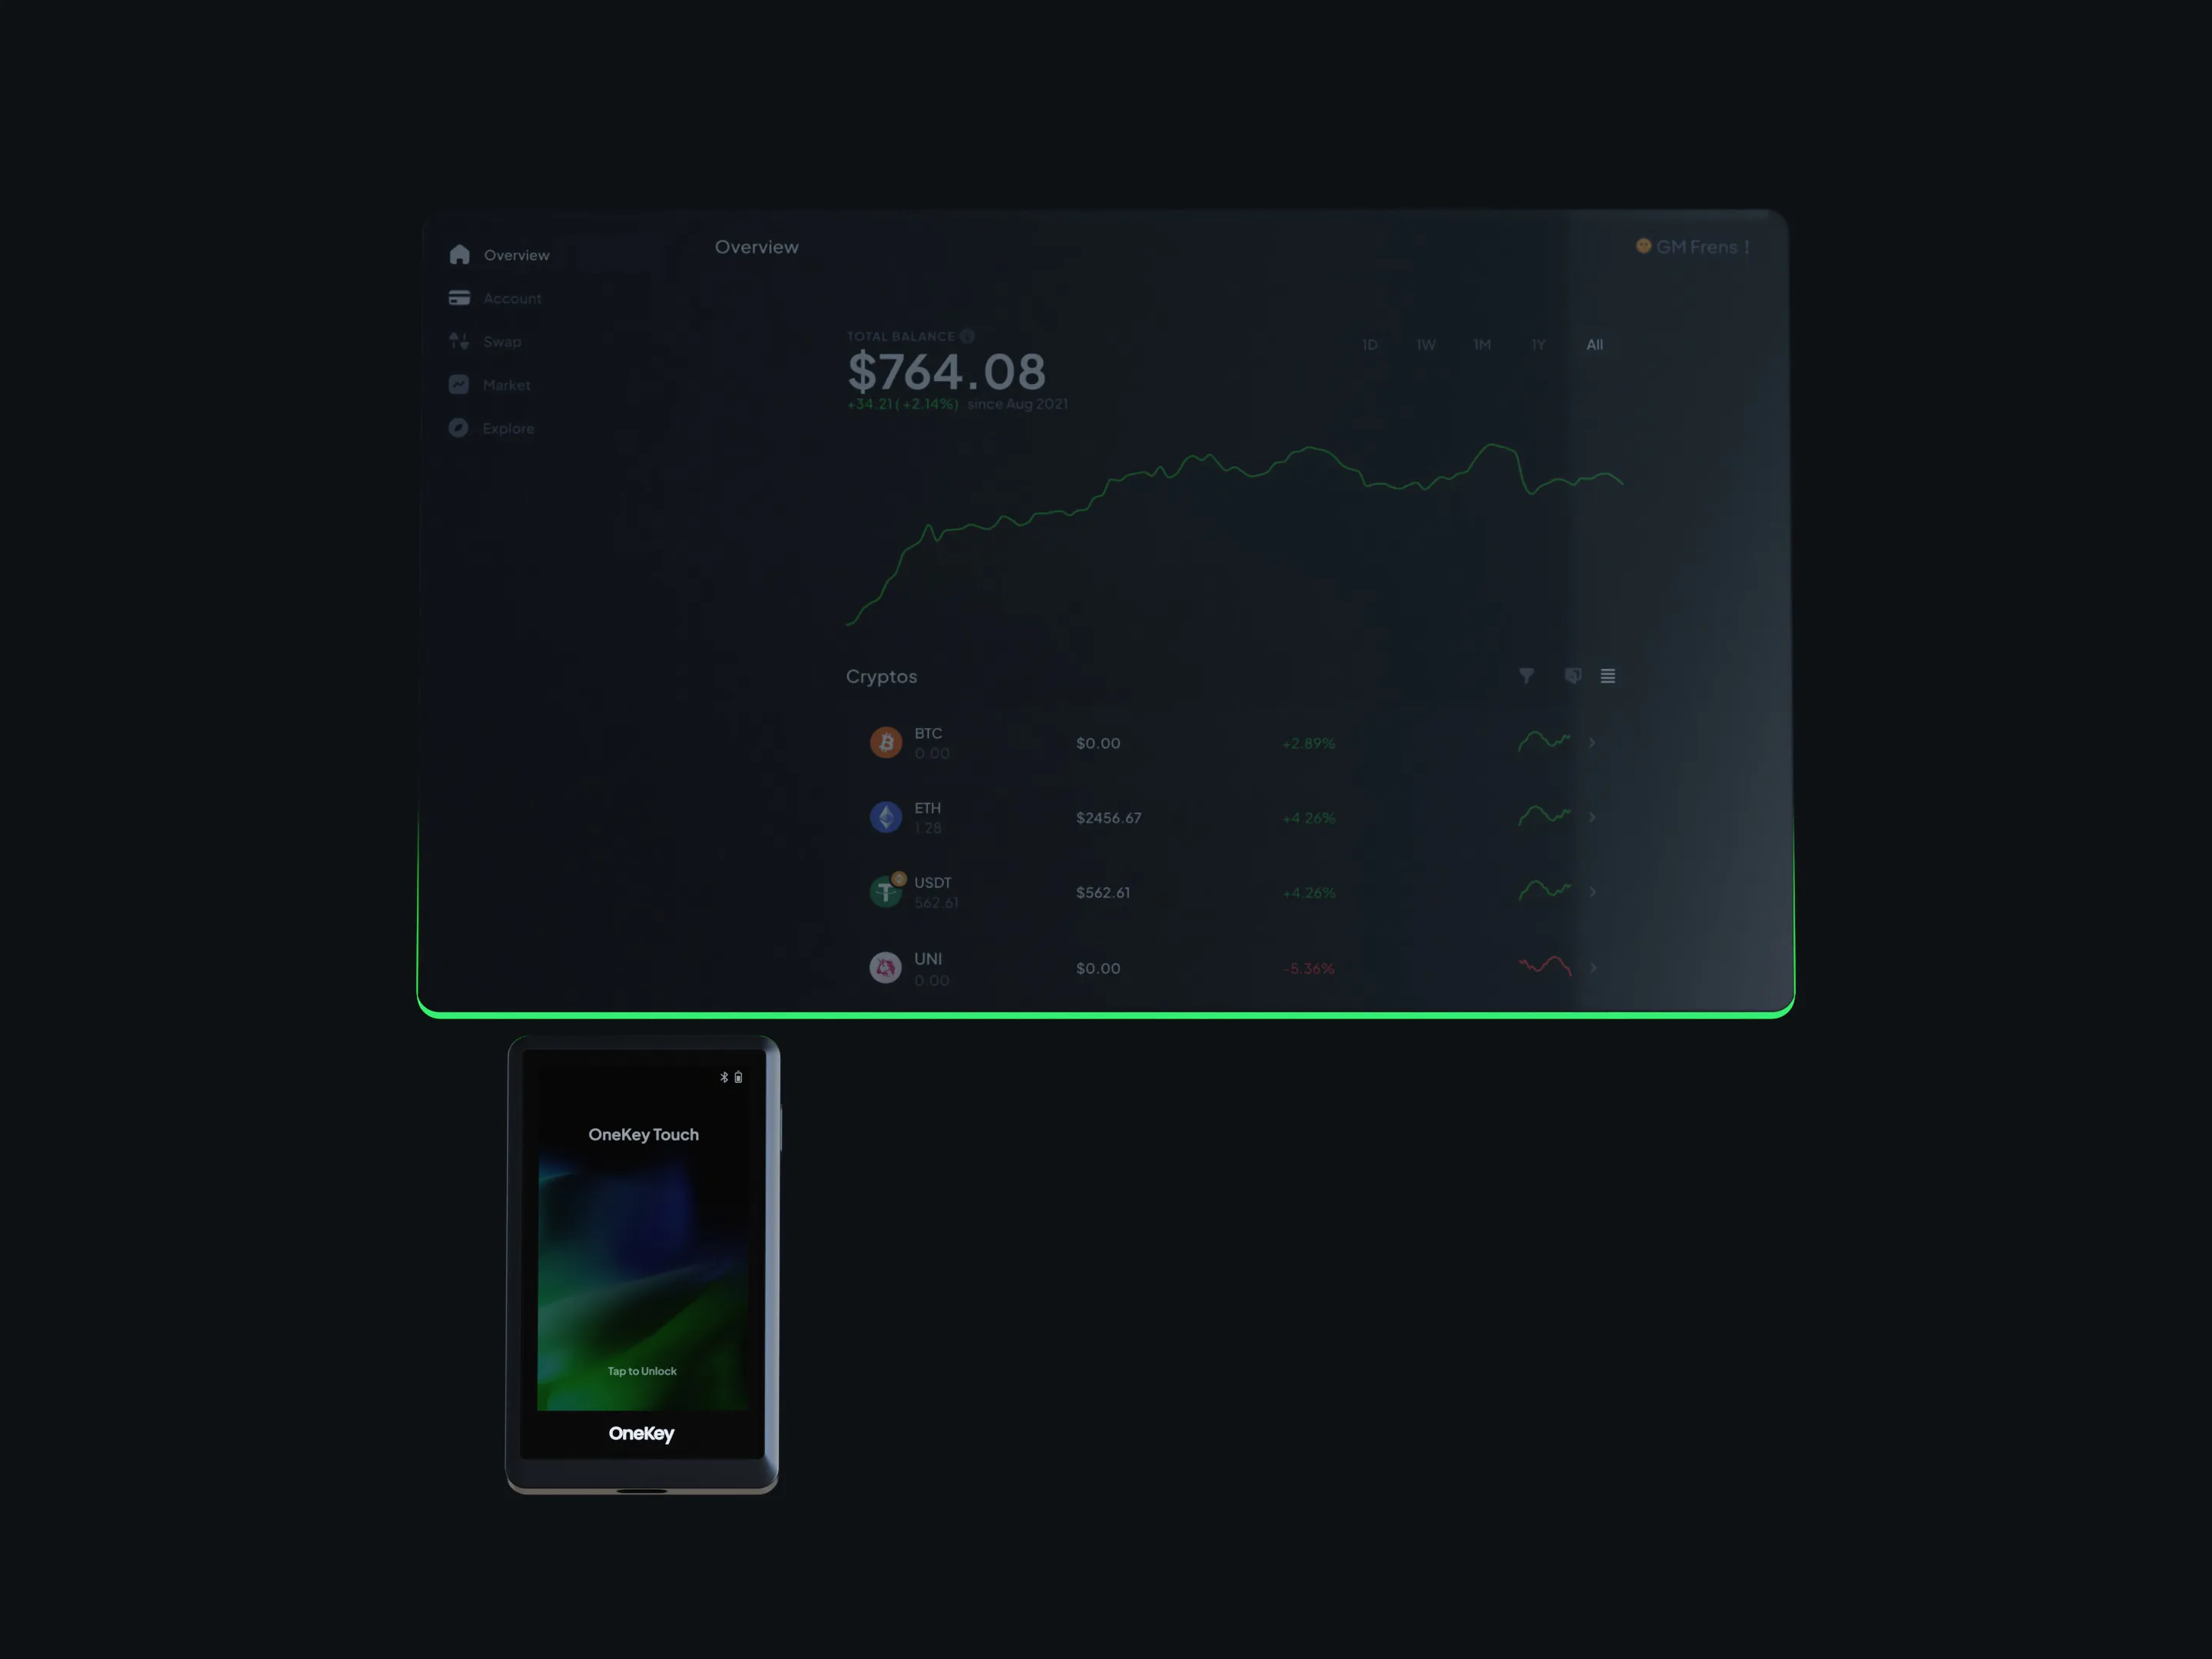 Overview
Account
Swap
Market
Explore
Overview
GM Frens !
TOTAL BALANCE
$764.08
+34.21 ( +2.14%) since Aug 2021
1D 1W 1M 1Y All
Cryptos
BTC
0.00
$0.00
+2.89%
ETH
1.28
$2456.67
+4.26%
USDT
562.61
$562.61
+4.26%
UNI
0.00
$0.00
-5.36%
OneKey Touch
Tap to Unlock
OneKey